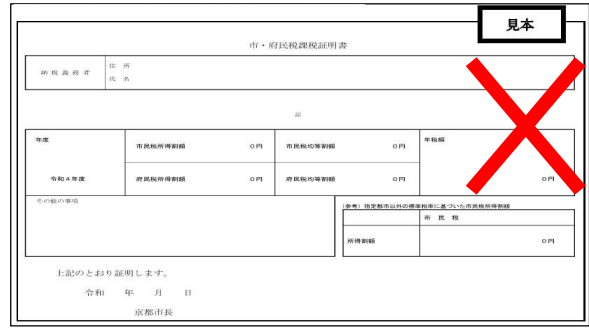 見本
市・府民税課税証明書
納税義務者
住 所
氏 名
記
年度
市民税所得割額 0円
市民税均等割額 0円
年税額
令和4年度
府民税所得割額 0円
府民税均等割額 0円
0円
その他の事項
(参考) 指定都市以外の標準税率に基づいた市民税所得割額
市 民 税
所得割額 0円
上記のとおり証明します。
令和 年 月 日
京都市長